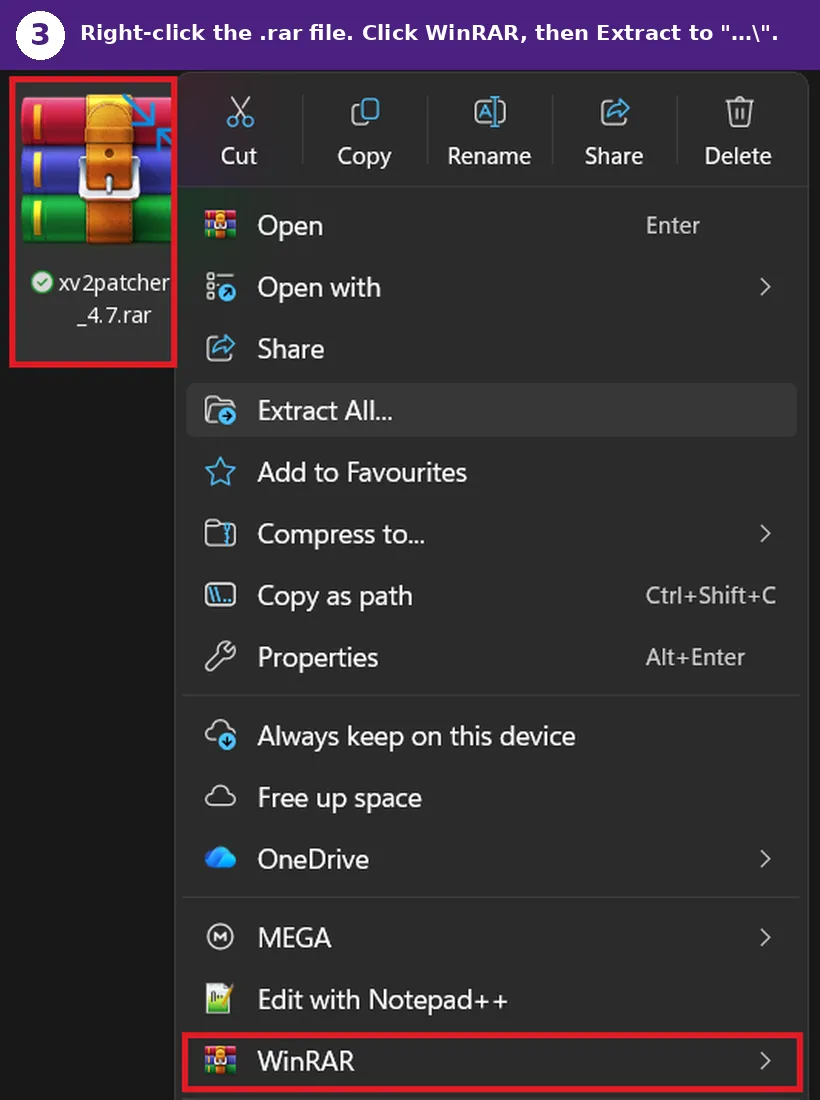 3 Right-click the .rar file. Click WinRAR, then Extract to "...\".
Cut Copy Rename Share Delete
xv2patcher
_4.7.rar
Open Enter
Open with
Share
Extract All...
Add to Favourites
Compress to...
Copy as path Ctrl+Shift+C
Properties Alt+Enter
Always keep on this device
Free up space
OneDrive
MEGA
Edit with Notepad++
WinRAR